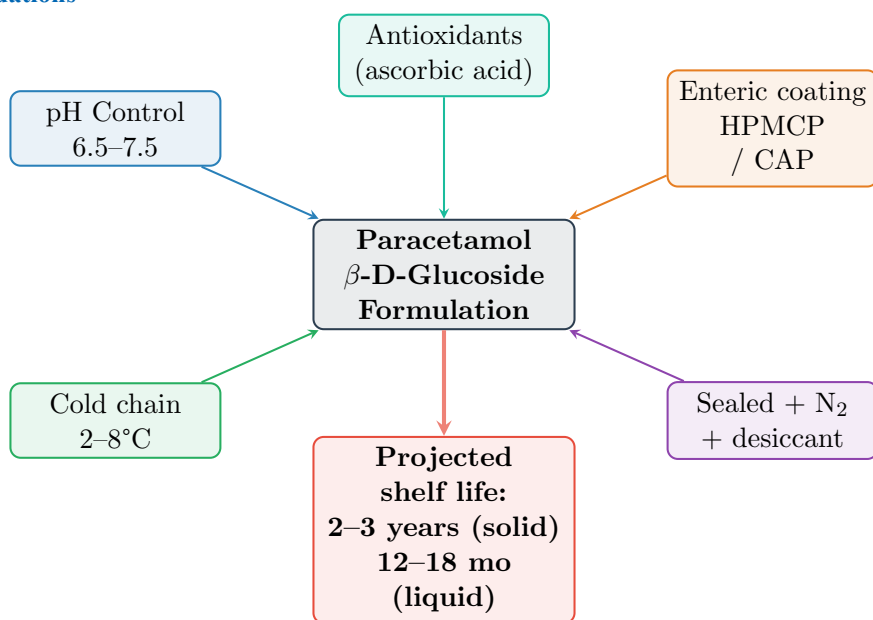 Antioxidants
(ascorbic acid)
pH Control
6.5–7.5
Enteric coating
HPMCP
/ CAP
Paracetamol
β-D-Glucoside
Formulation
Cold chain
2–8°C
Sealed + N₂
+ desiccant
Projected
shelf life:
2–3 years (solid)
12–18 mo
(liquid)